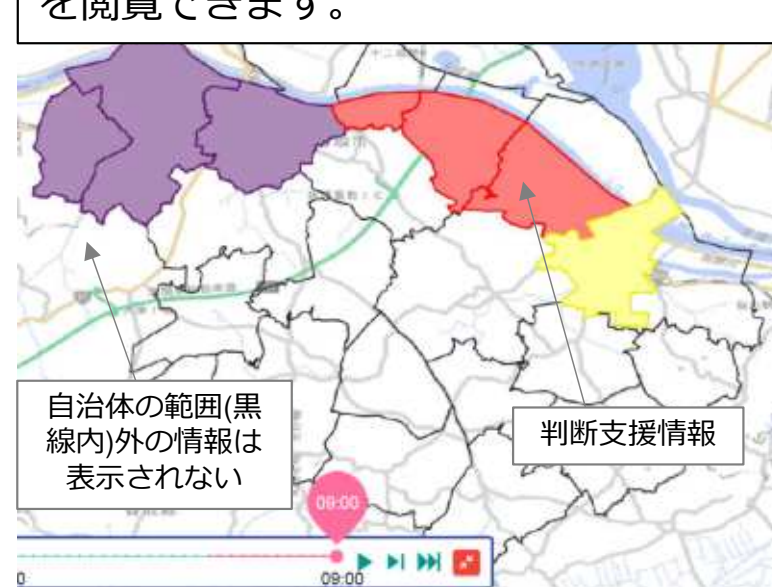 を閲覧できます。
自治体の範囲(黒
線内)外の情報は
表示されない
判断支援情報
09:00
0
09:00